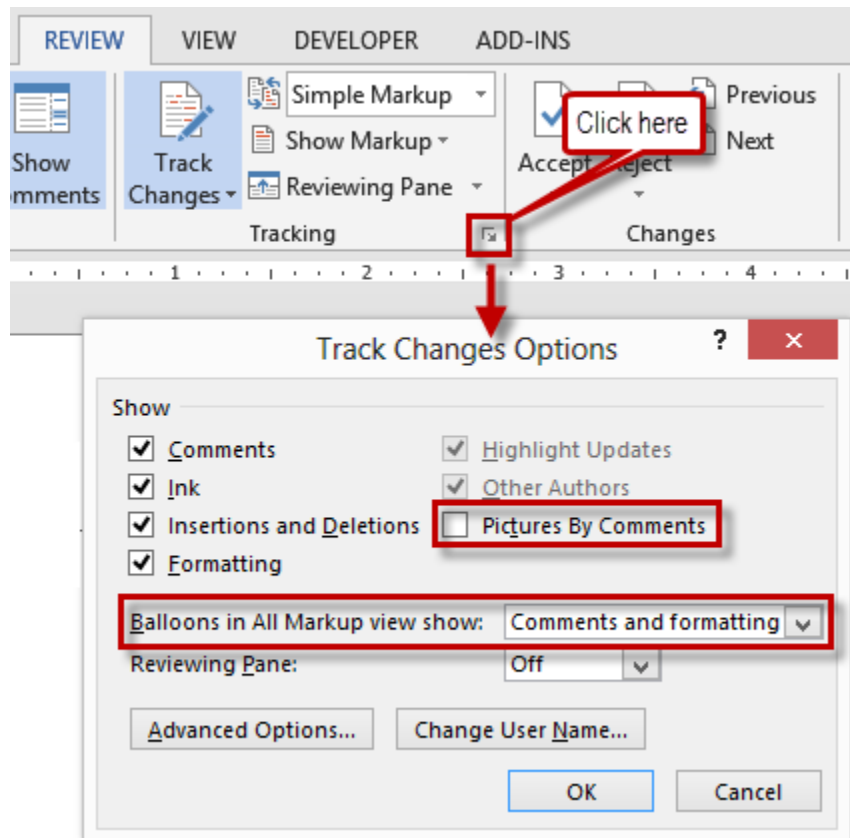 REVIEW VIEW DEVELOPER ADD-INS
Simple Markup Previous
Click here
Show Markup Next
Show Track Accept Reject
mments Changes Reviewing Pane
Tracking Changes
1 2 3 4
Track Changes Options ? ×
Show
Comments Highlight Updates
Ink Other Authors
Insertions and Deletions Pictures By Comments
Formatting
Balloons in All Markup view show: Comments and formatting
Reviewing Pane: Off
Advanced Options... Change User Name...
OK Cancel